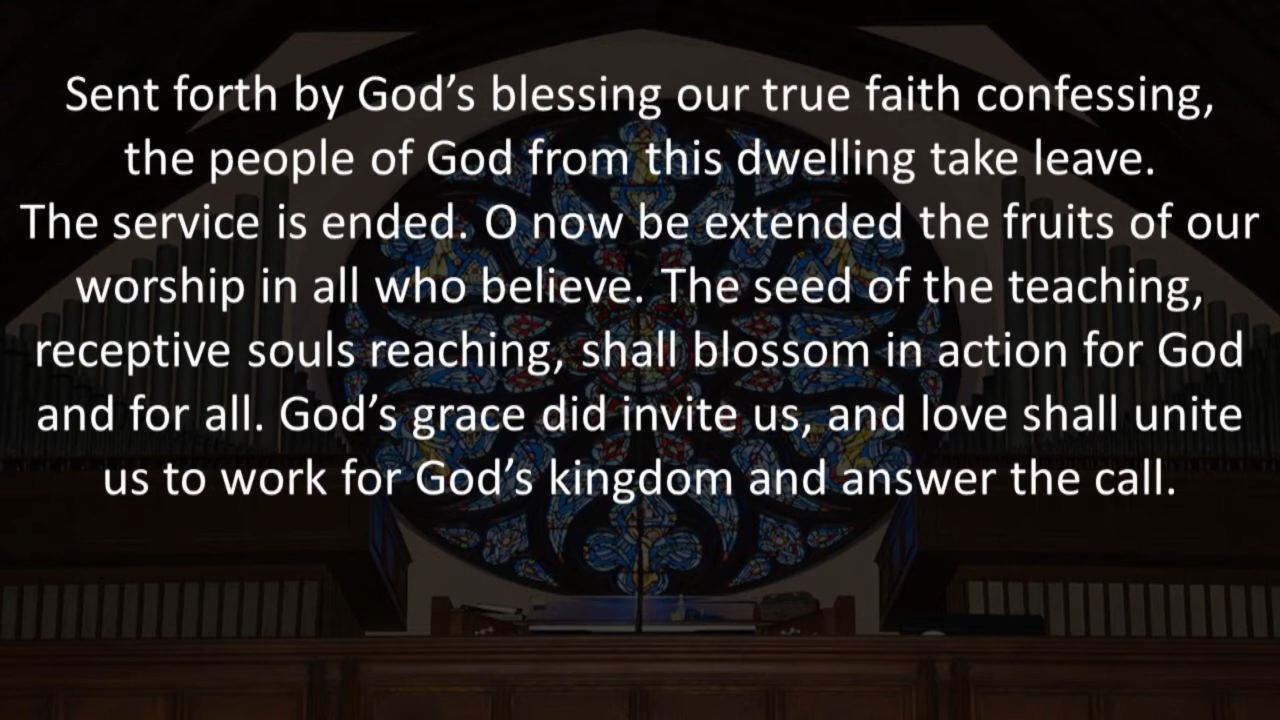 Sent forth by God’s blessing our true faith confessing,
the people of God from this dwelling take leave.
The service is ended. O now be extended the fruits of our
worship in all who believe. The seed of the teaching,
receptive souls reaching, shall blossom in action for God
and for all. God’s grace did invite us, and love shall unite
us to work for God’s kingdom and answer the call.